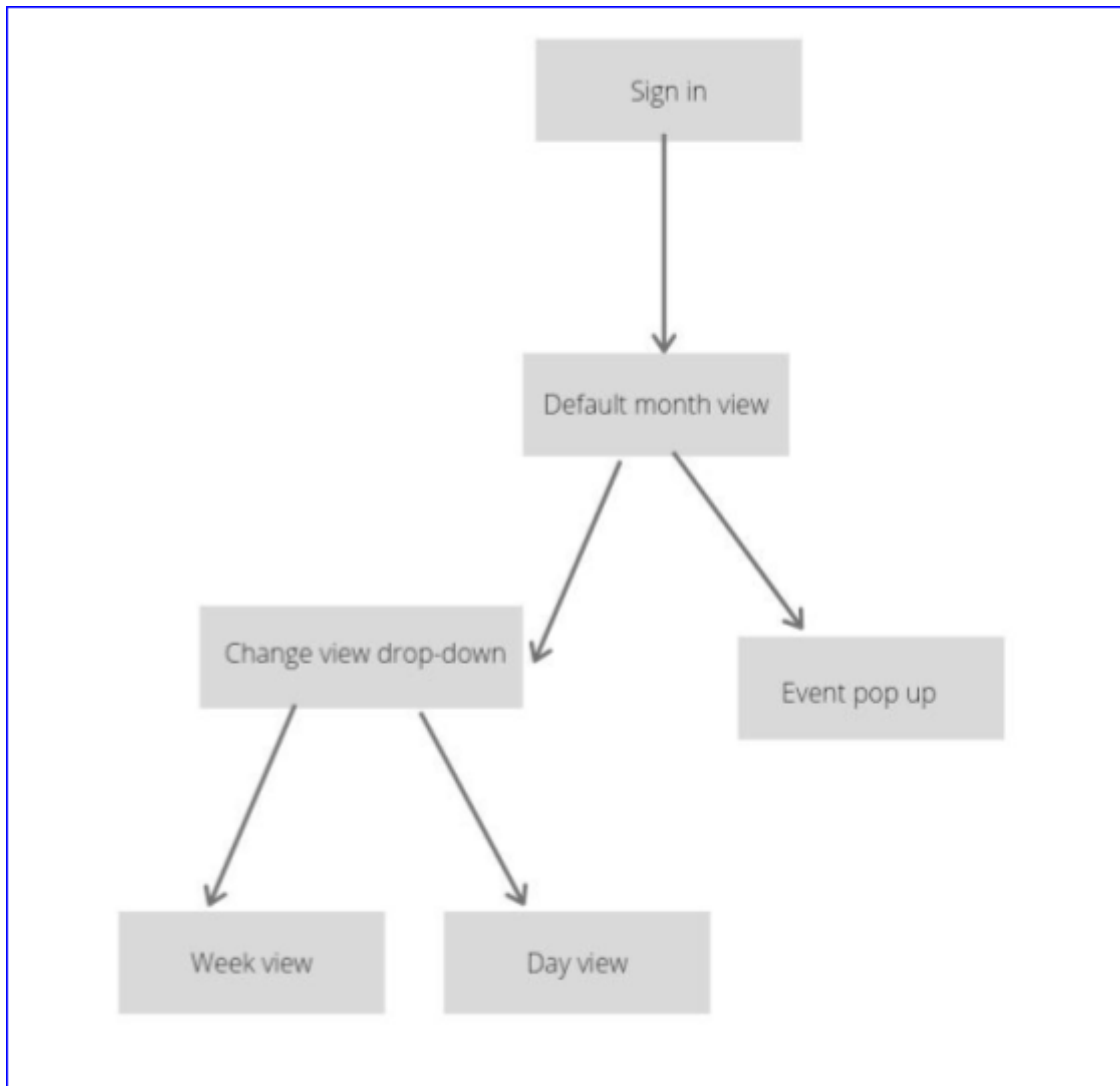 Sign in
Default month view
Change view drop-down
Event pop up
Week view
Day view